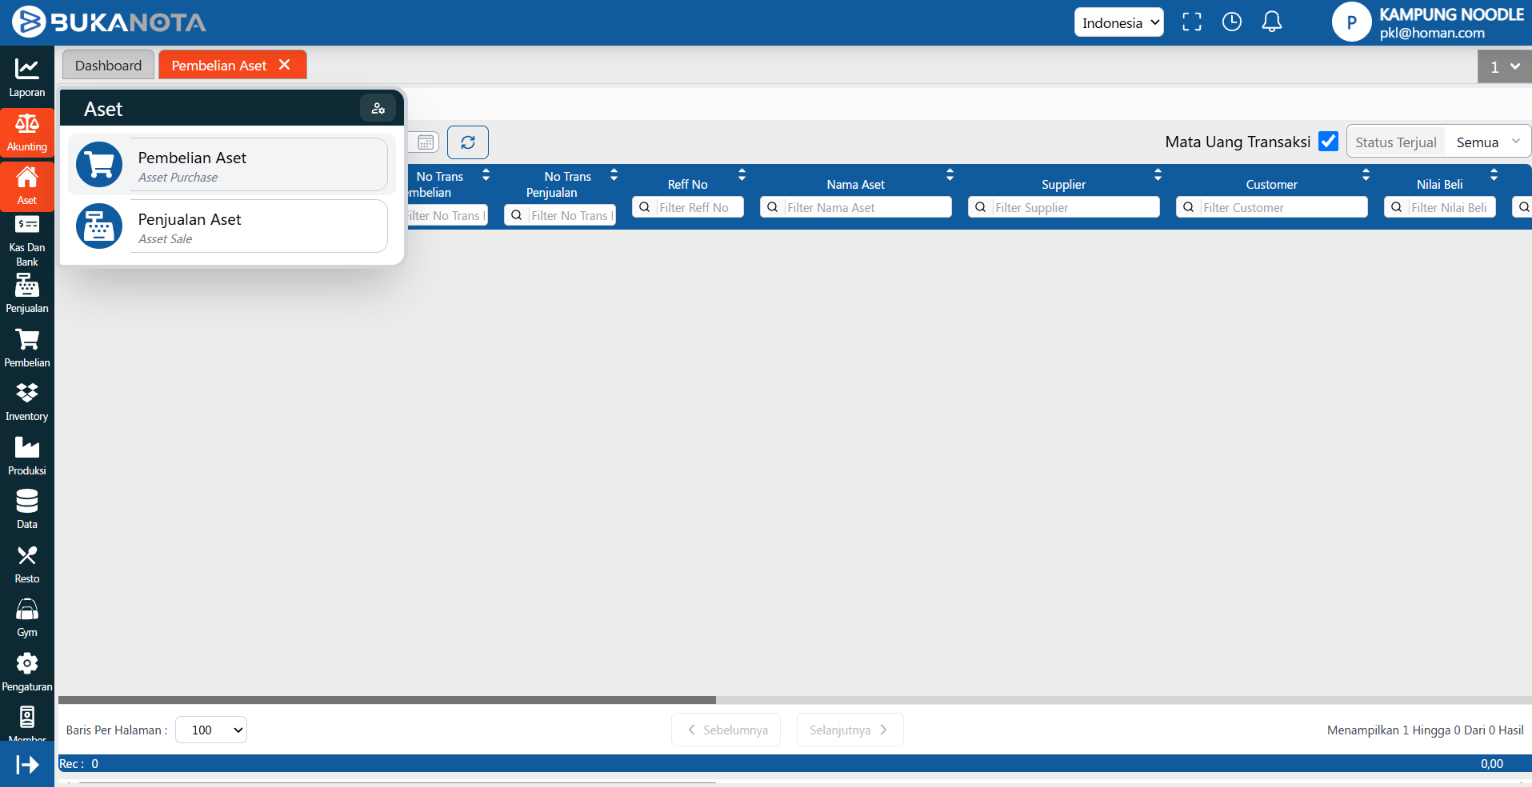 BUKANOTA
Indonesia
P
KAMPUNG NOODLE
pkl@homan.com
Dashboard
Pembelian Aset
1
Laporan
Akunting
Aset
Kas Dan
Bank
Penjualan
Pembelian
Inventory
Produksi
Data
Resto
Gym
Pengaturan
Member
Aset
Pembelian Aset
Asset Purchase
Penjualan Aset
Asset Sale
Mata Uang Transaksi
Status Terjual
Semua
No Trans
Filter No Trans
No Trans
Penjualan
Filter No Trans
Reff No
Filter Reff No
Nama Aset
Filter Nama Aset
Supplier
Filter Supplier
Customer
Filter Customer
Nilai Beli
Filter Nilai Beli
Baris Per Halaman :
100
Sebelumnya
Selanjutnya
Menampilkan 1 Hingga 0 Dari 0 Hasil
Rec : 0
0,00